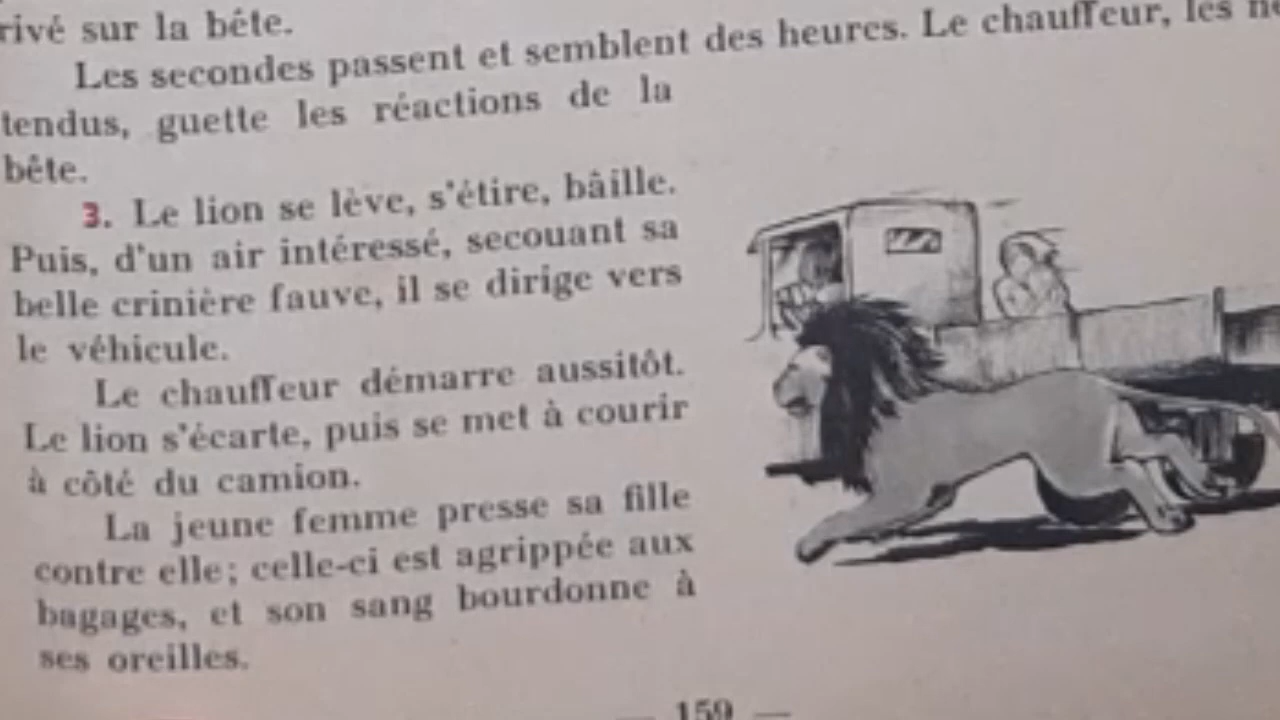 rivé sur la bête.
Les secondes passent et semblent des heures. Le chauffeur, les
tendus, guette les réactions de la
bête.
3. Le lion se lève, s'étire, bâille.
Puis, d'un air intéressé, secouant sa
belle crinière fauve, il se dirige vers
le véhicule.
Le chauffeur démarre aussitôt.
Le lion s'écarte, puis se met à courir
à côté du camion.
La jeune femme presse sa fille
contre elle; celle-ci est agrippée aux
bagages, et son sang bourdonne à
ses oreilles.
— 159 —